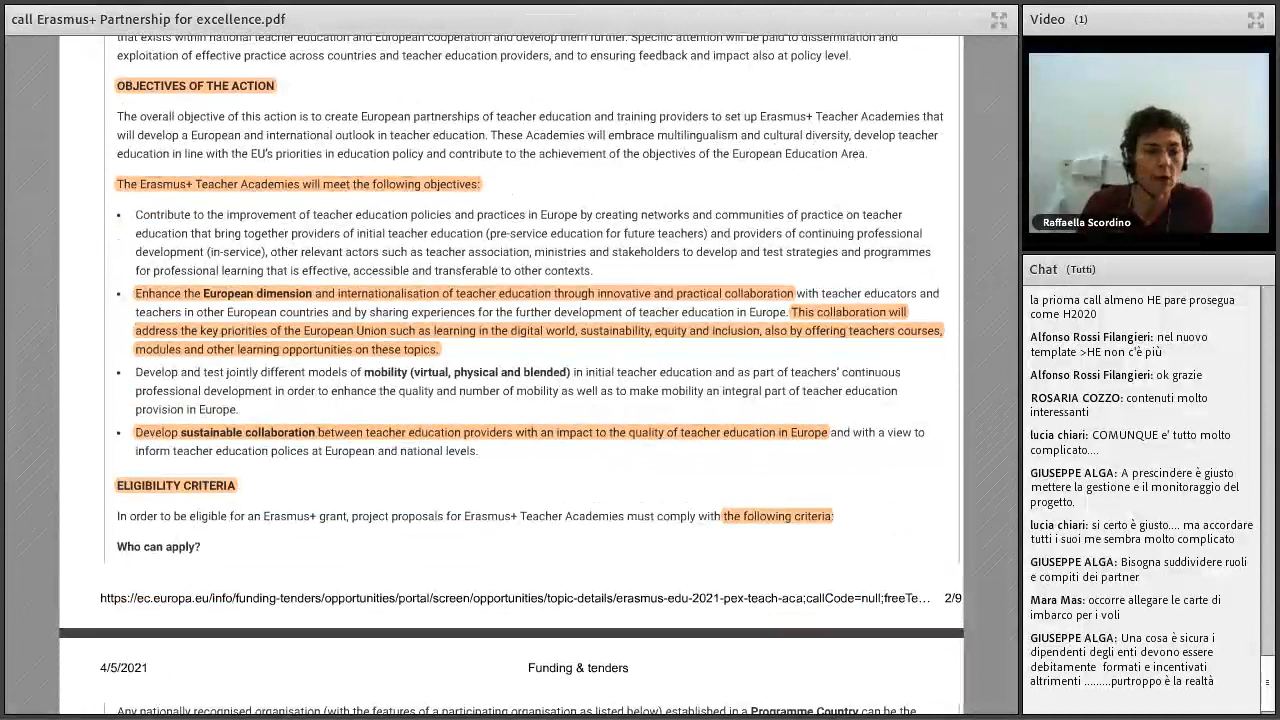 call Erasmus+ Partnership for excellence.pdf
that exists within national teacher education and European cooperation and develop them further. Specific attention will be paid to dissemination and
exploitation of effective practice across countries and teacher education providers, and to ensuring feedback and impact also at policy level.
OBJECTIVES OF THE ACTION
The overall objective of this action is to create European partnerships of teacher education and training providers to set up Erasmus+ Teacher Academies that
will develop a European and international outlook in teacher education. These Academies will embrace multilingualism and cultural diversity, develop teacher
education in line with the EU's priorities in education policy and contribute to the achievement of the objectives of the European Education Area.
The Erasmus+ Teacher Academies will meet the following objectives:
• Contribute to the improvement of teacher education policies and practices in Europe by creating networks and communities of practice on teacher
education that bring together providers of initial teacher education (pre-service education for future teachers) and providers of continuing professional
development (in-service), other relevant actors such as teacher association, ministries and stakeholders to develop and test strategies and programmes
for professional learning that is effective, accessible and transferable to other contexts.
• Enhance the European dimension and internationalisation of teacher education through innovative and practical collaboration with teacher educators and
teachers in other European countries and by sharing experiences for the further development of teacher education in Europe. This collaboration will
address the key priorities of the European Union such as learning in the digital world, sustainability, equity and inclusion, also by offering teachers courses,
modules and other learning opportunities on these topics.
• Develop and test jointly different models of mobility (virtual, physical and blended) in initial teacher education and as part of teachers' continuous
professional development in order to enhance the quality and number of mobility as well as to make mobility an integral part of teacher education
provision in Europe.
• Develop sustainable collaboration between teacher education providers with an impact to the quality of teacher education in Europe and with a view to
inform teacher education polices at European and national levels.
ELIGIBILITY CRITERIA
In order to be eligible for an Erasmus+ grant, project proposals for Erasmus+ Teacher Academies must comply with the following criteria:
Who can apply?
https://ec.europa.eu/info/funding-tenders/opportunities/portal/screen/opportunities/topic-details/erasmus-edu-2021-pex-teach-aca;callCode=null;freeTe… 2/9
4/5/2021 Funding & tenders
Any nationally recognised organisation (with the features of a participating organisation as listed below) established in a Programme Country can be the
Video (1)
Raffaella Scordino
Chat (Tutti)
la prioma call almeno HE pare prosegua
come H2020
Alfonso Rossi Filangieri: nel nuovo
template >HE non c'è più
Alfonso Rossi Filangieri: ok grazie
ROSARIA COZZO: contenuti molto
interessanti
lucia chiari: COMUNQUE e' tutto molto
complicato....
GIUSEPPE ALGA: A prescindere è giusto
mettere la gestione e il monitoraggio del
progetto.
lucia chiari: si certo è giusto.... ma accordare
tutti i suoi me sembra molto complicato
GIUSEPPE ALGA: Bisogna suddividere ruoli
e compiti dei partner
Mara Mas: occorre allegare le carte di
imbarco per i voli
GIUSEPPE ALGA: Una cosa è sicura i
dipendenti degli enti devono essere
debitamente formati e incentivati
altrimenti .........purtroppo è la realtà